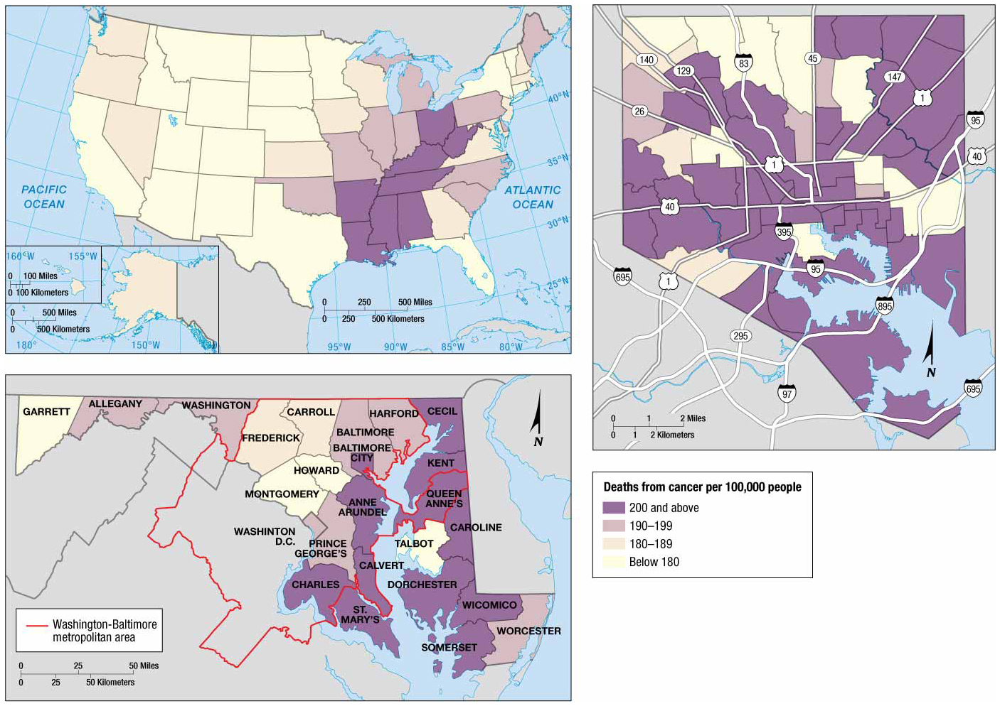 PACIFIC
OCEAN
ATLANTIC
OCEAN
40°N
35°N
30°N
25°N
160°W
155°W
0 100 Miles
0 100 Kilometers
0 500 Miles
0 500 Kilometers
180°
150°W
0 250 500 Miles
0 250 500 Kilometers
95°W
90°W
85°W
80°W
140
129
83
45
147
1
26
95
40
1
40
395
95
695
1
895
295
N
97
695
0 1 2 Miles
0 1 2 Kilometers
GARRETT
ALLEGANY
WASHINGTON
FREDERICK
CARROLL
BALTIMORE
HARFORD
CECIL
BALTIMORE
CITY
HOWARD
KENT
MONTGOMERY
ANNE
ARUNDEL
QUEEN
ANNE'S
WASHINTON
D.C.
PRINCE
GEORGE'S
TALBOT
CAROLINE
CALVERT
CHARLES
DORCHESTER
ST.
MARY'S
WICOMICO
WORCESTER
SOMERSET
N
Washington-Baltimore
metropolitan area
0 25 50 Miles
0 25 50 Kilometers
Deaths from cancer per 100,000 people
200 and above
190–199
180–189
Below 180